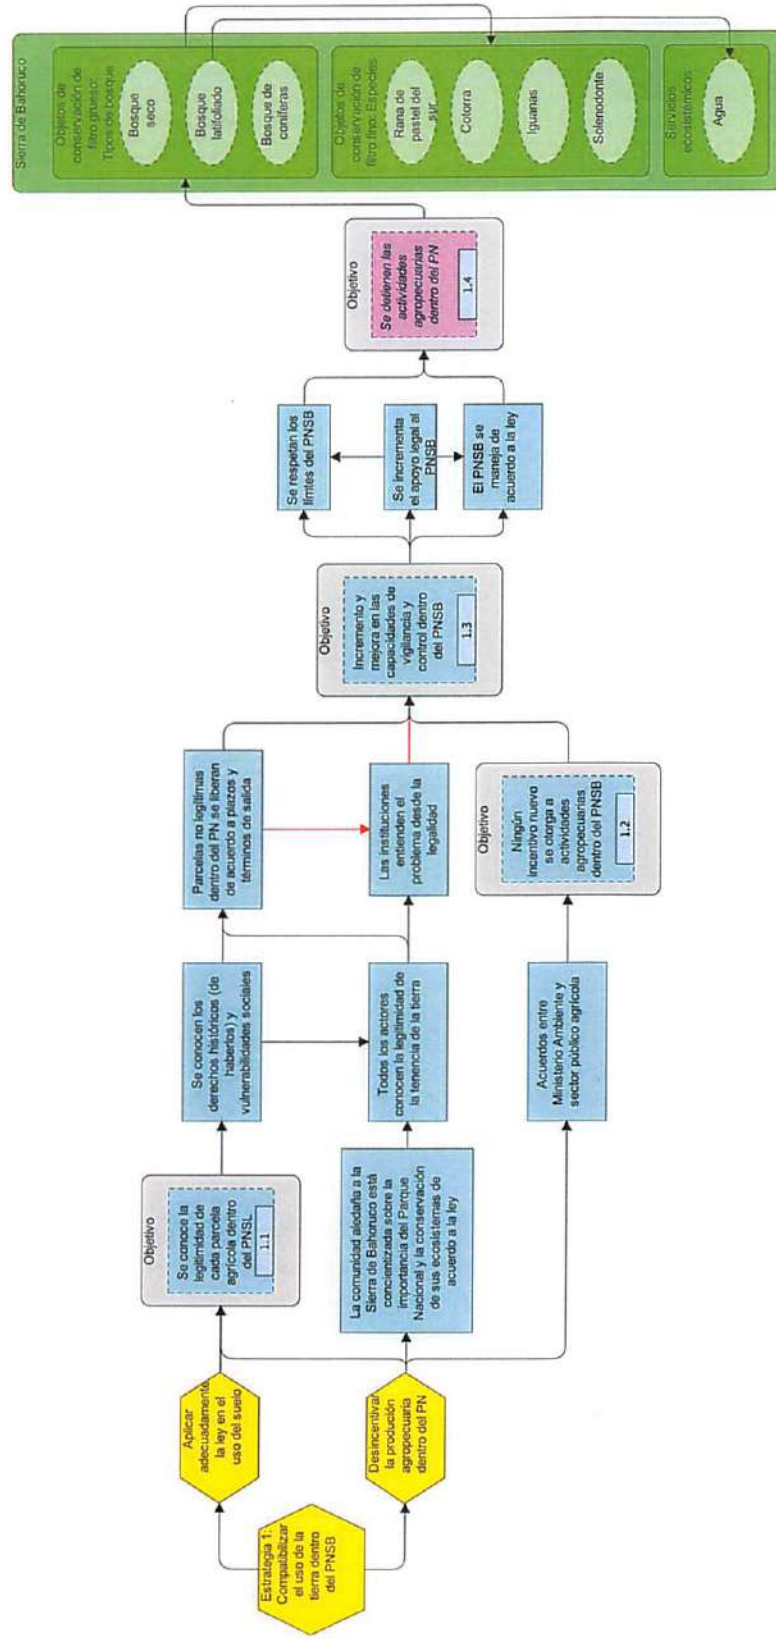 Estrategia 1:
Compatibilizar
el uso de la
tierra dentro
del PNSB
Aplicar
adecuadamente
la ley en el
uso del suelo
Desincentivar
la produción
agropecuaria
dentro del PN
Objetivo
Se conoce la
legitimidad de
cada parcela
agrícola dentro
del PNSL
1.1
La comunidad aledaña a la
Sierra de Bahoruco está
concientizada sobre la
importancia del Parque
Nacional y la conservación
de sus ecosistemas de
acuerdo a la ley
Se conocen los
derechos históricos (de
haberlos) y
vulnerabilidades sociales
Todos los actores
conocen la legitimidad de
la tenencia de la tierra
Acuerdos entre
Ministerio Ambiente y
sector público agrícola
Parcelas no legítimas
dentro del PN se liberan
de acuerdo a plazos y
términos de salida
Las instituciones
entienden el
problema desde la
legalidad
Objetivo
Ningún
incentivo nuevo
se otorga a
actividades
agropecuarias
dentro del PNSB
1.2
Objetivo
Incremento y
mejora en las
capacidades de
vigilancia y
control dentro
del PNSB
1.3
Se respetan los
límites del PNSB
Se incrementa
el apoyo legal al
PNSB
El PNSB se
maneja de
acuerdo a la ley
Objetivo
Se detienen las
actividades
agropecuarias
dentro del PN
1.4
Sierra de Bahoruco
Objetos de
conservación de
filtro grueso:
Tipos de bosque
Bosque
seco
Bosque
latifoliado
Bosque de
coníferas
Objetos de
conservación de
filtro fino: Especies
Rana de
pastel del
sur
Cotorra
Iguanas
Solenodonte
Servicios
ecosistémicos
Agua